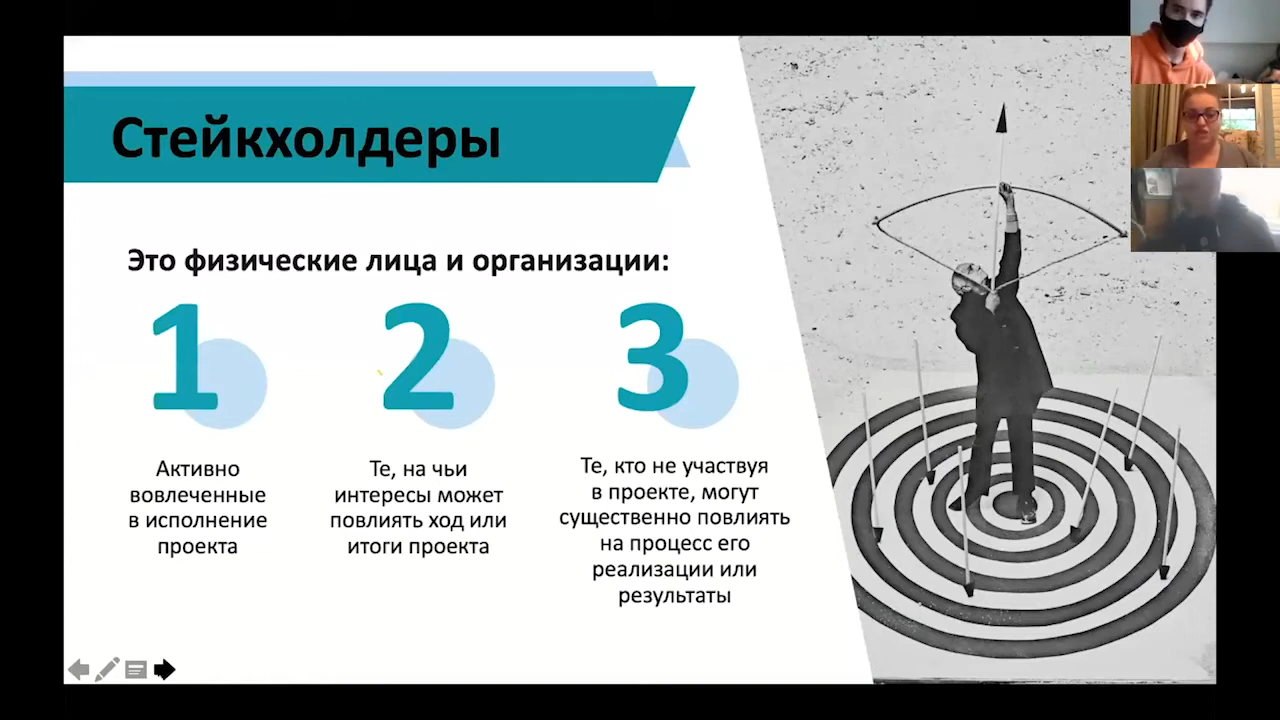 Стейкхолдеры
Это физические лица и организации:
1
Активно
вовлеченные
в исполнение
проекта
2
Те, на чьи
интересы может
повлиять ход или
итоги проекта
3
Те, кто не участвуя
в проекте, могут
существенно повлиять
на процесс его
реализации или
результаты